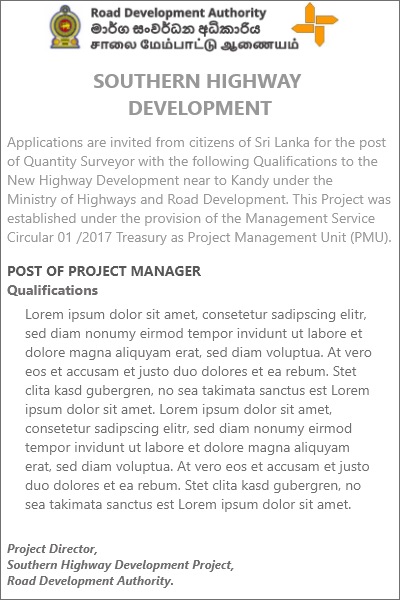 Road Development Authority
මාර්ග සංවර්ධන අධිකාරිය
சாலை மேம்பாட்டு ஆணையம்
SOUTHERN HIGHWAY
DEVELOPMENT
Applications are invited from citizens of Sri Lanka for the post
of Quantity Surveyor with the following Qualifications to the
New Highway Development near to Kandy under the
Ministry of Highways and Road Development. This Project was
established under the provision of the Management Service
Circular 01 /2017 Treasury as Project Management Unit (PMU).
POST OF PROJECT MANAGER
Qualifications
Lorem ipsum dolor sit amet, consetetur sadipscing elitr,
sed diam nonumy eirmod tempor invidunt ut labore et
dolore magna aliquyam erat, sed diam voluptua. At vero
eos et accusam et justo duo dolores et ea rebum. Stet
clita kasd gubergren, no sea takimata sanctus est Lorem
ipsum dolor sit amet. Lorem ipsum dolor sit amet,
consetetur sadipscing elitr, sed diam nonumy eirmod
tempor invidunt ut labore et dolore magna aliquyam
erat, sed diam voluptua. At vero eos et accusam et justo
duo dolores et ea rebum. Stet clita kasd gubergren, no
sea takimata sanctus est Lorem ipsum dolor sit amet.
Project Director,
Southern Highway Development Project,
Road Development Authority.